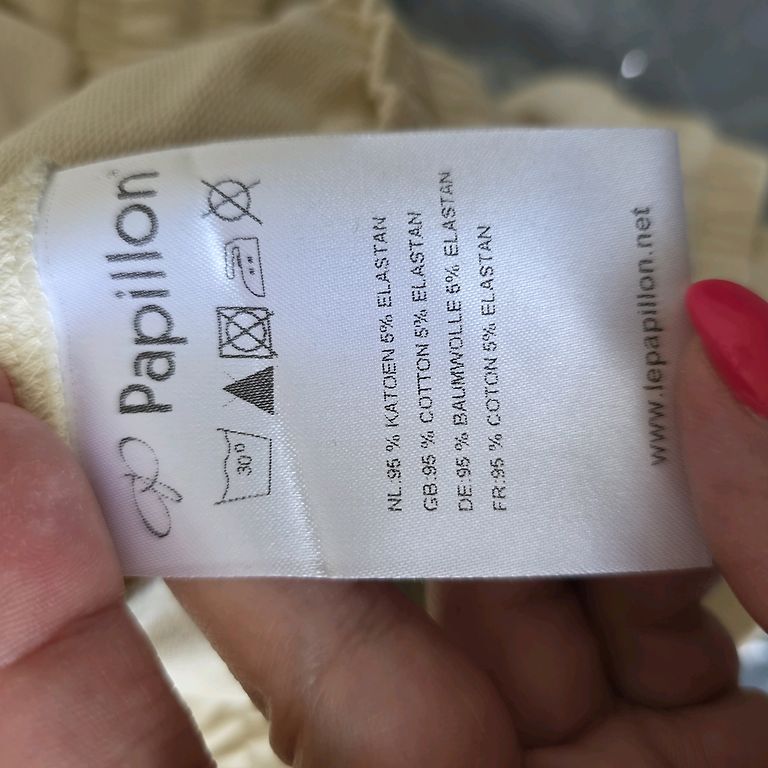 Papillon®
30°
NL:95 % KATOEN 5% ELASTAN
GB:95 % COTTON 5% ELASTAN
DE:95 % BAUMWOLLE 5% ELASTAN
FR:95 % COTON 5% ELASTAN
www.lepapillon.net